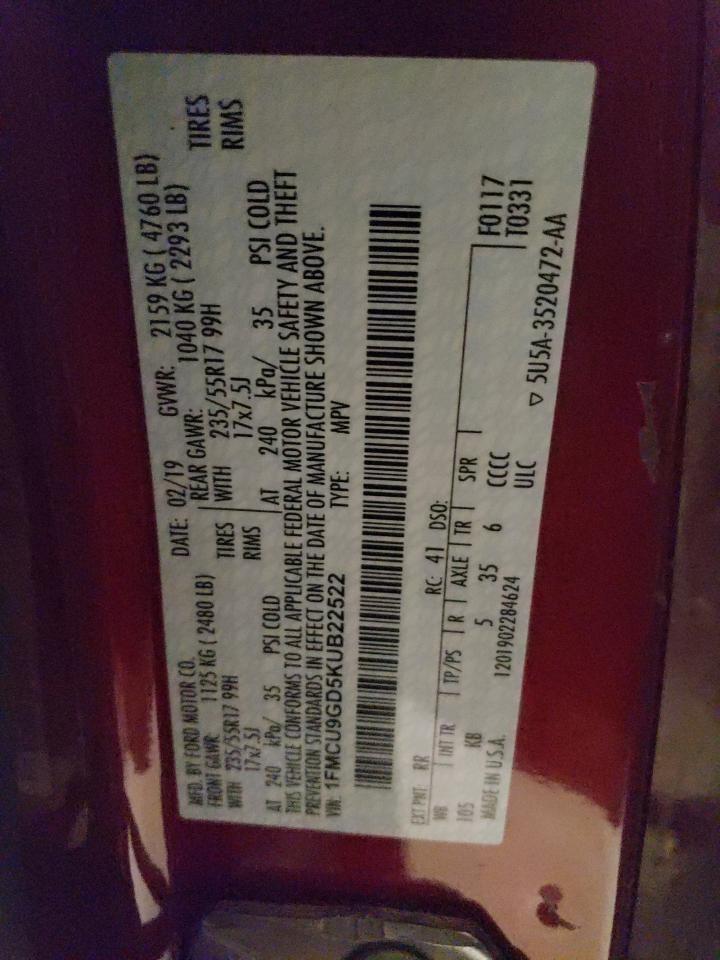 MFD. BY FORD MOTOR CO.
DATE: 02/19 GVWR: 2159 KG ( 4760 LB)
FRONT GAWR: 1125 KG ( 2480 LB) REAR GAWR: 1040 KG ( 2293 LB)
WITH 235/55R17 99H TIRES WITH 235/55R17 99H TIRES
17x7.5J RIMS 17x7.5J RIMS
AT 240 kPa/ 35 PSI COLD AT 240 kPa/ 35 PSI COLD
THIS VEHICLE CONFORMS TO ALL APPLICABLE FEDERAL MOTOR VEHICLE SAFETY AND THEFT
PREVENTION STANDARDS IN EFFECT ON THE DATE OF MANUFACTURE SHOWN ABOVE.
VIN: 1FMCU9GD5KUB22522 TYPE: MPV
EXT PNT: RR RC: 41 DSO: F0117
WB INT TR TP/PS R AXLE TR SPR T0331
105 KB 5 35 6 CCCC
MADE IN U.S.A. 1201902284624 ULC
▽ 5U5A-3520472-AA